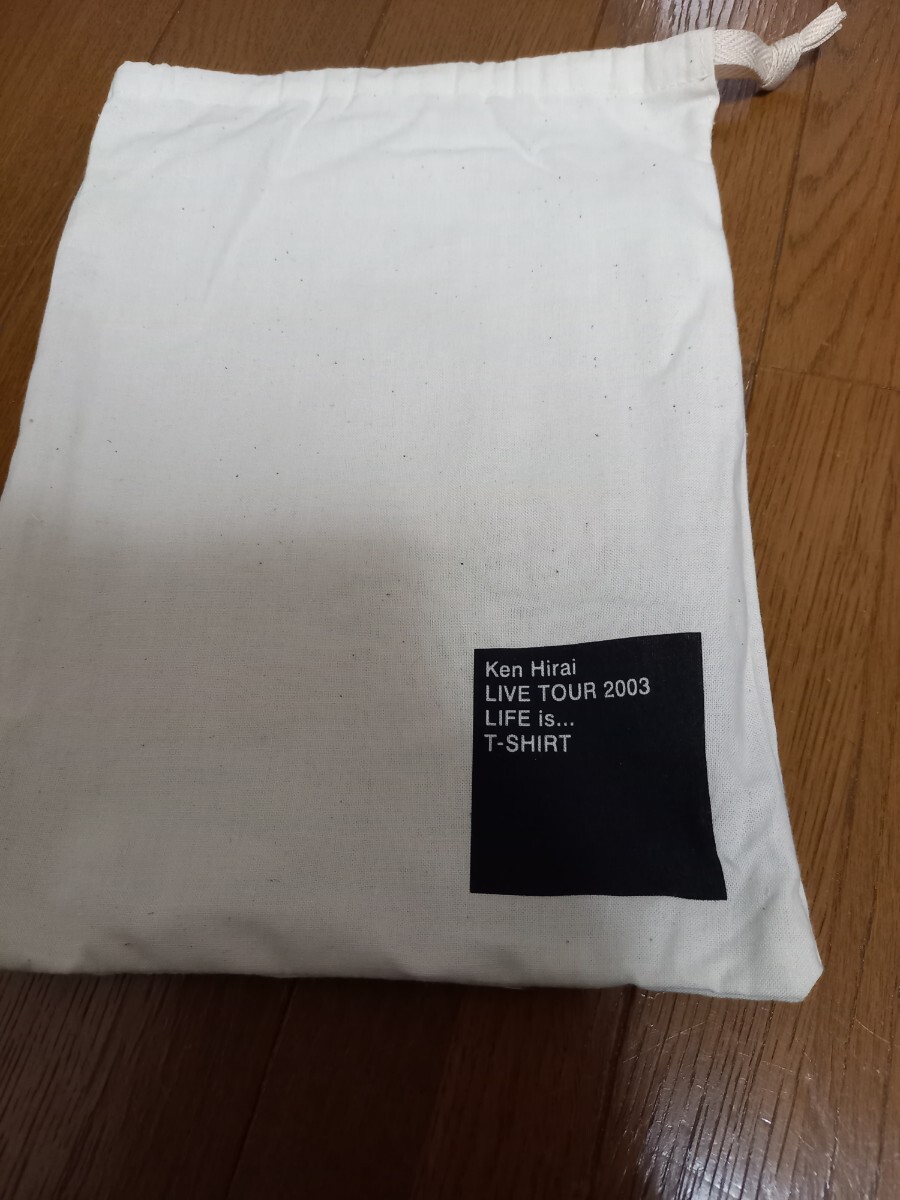 Ken Hirai
LIVE TOUR 2003
LIFE is...
T-SHIRT